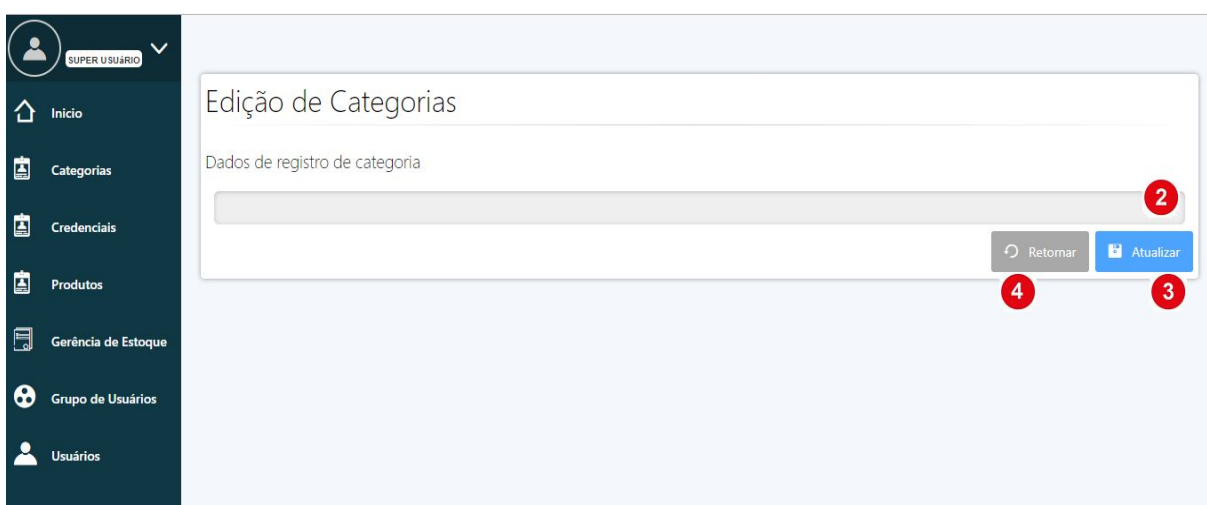 SUPER USUáRIO
Edição de Categorias
Inicio
Dados de registro de categoria
Categorias
2
Credenciais
Retornar
Atualizar
4
3
Produtos
Gerência de Estoque
Grupo de Usuários
Usuários